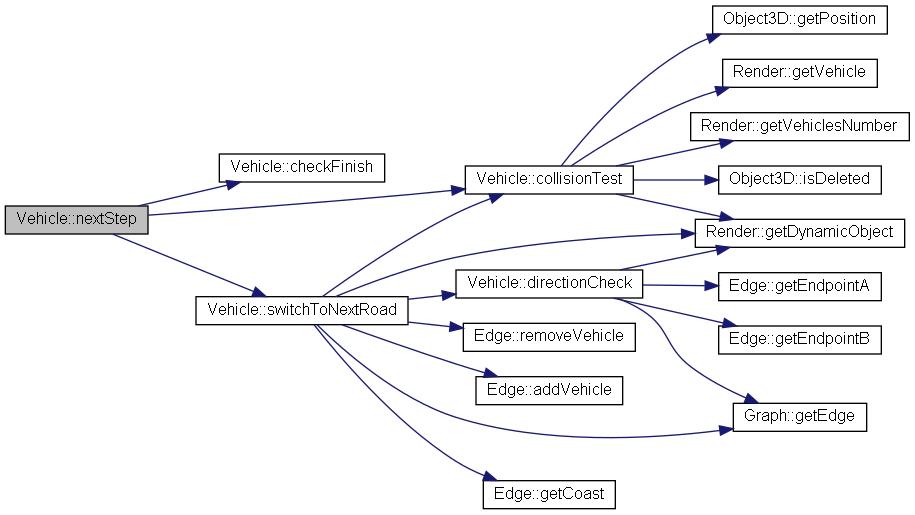 Object3D::getPosition
Render::getVehicle
Render::getVehiclesNumber
Vehicle::checkFinish
Vehicle::collisionTest
Object3D::isDeleted
Vehicle::nextStep
Render::getDynamicObject
Vehicle::directionCheck
Edge::getEndpointA
Vehicle::switchToNextRoad
Edge::removeVehicle
Edge::getEndpointB
Edge::addVehicle
Graph::getEdge
Edge::getCoast